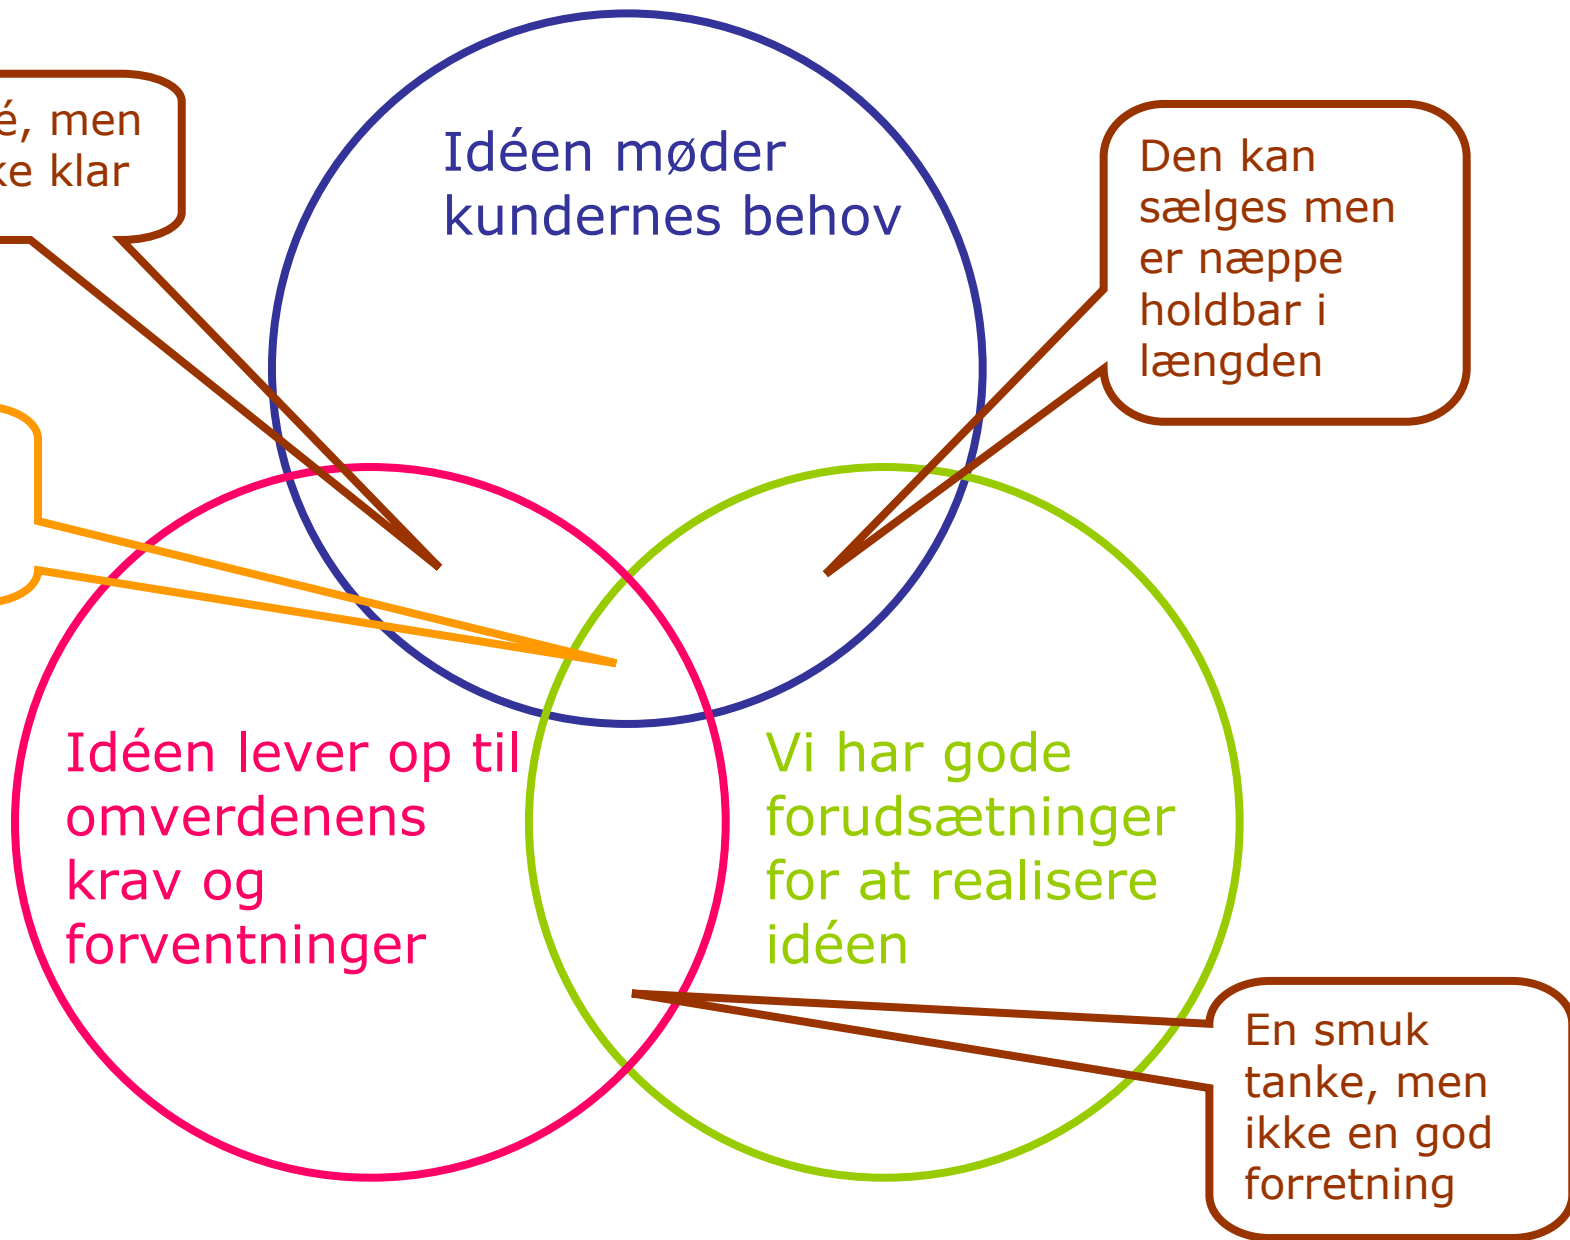 é, men
ke klar
Idéen møder
kundernes behov
Den kan
sælges men
er næppe
holdbar i
længden
Idéen lever op til
omverdenens
krav og
forventninger
Vi har gode
forudsætninger
for at realisere
idéen
En smuk
tanke, men
ikke en god
forretning